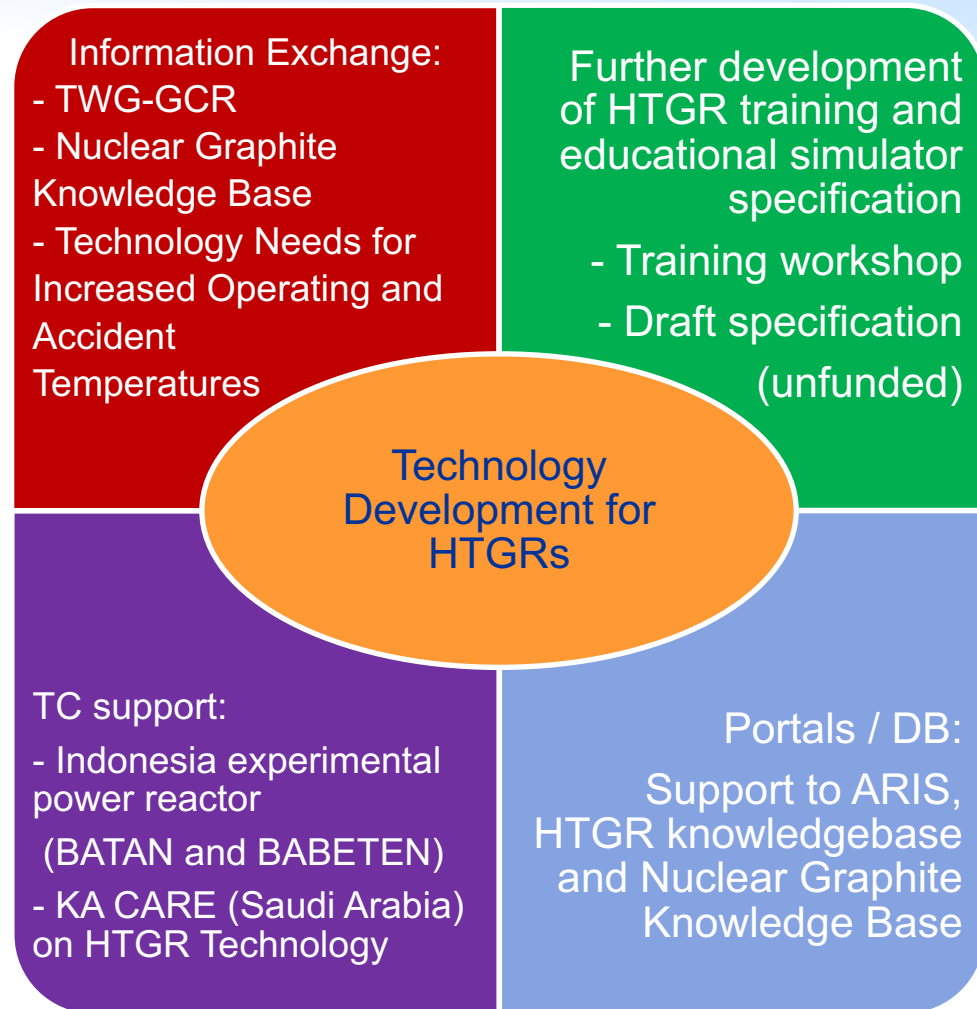 Information Exchange:
- TWG-GCR
- Nuclear Graphite
Knowledge Base
- Technology Needs for
Increased Operating and
Accident
Temperatures
Further development
of HTGR training and
educational simulator
specification
- Training workshop
- Draft specification
(unfunded)
Technology
Development for
HTGRs
TC support:
- Indonesia experimental
power reactor
(BATAN and BABETEN)
- KA CARE (Saudi Arabia)
on HTGR Technology
Portals / DB:
Support to ARIS,
HTGR knowledgebase
and Nuclear Graphite
Knowledge Base